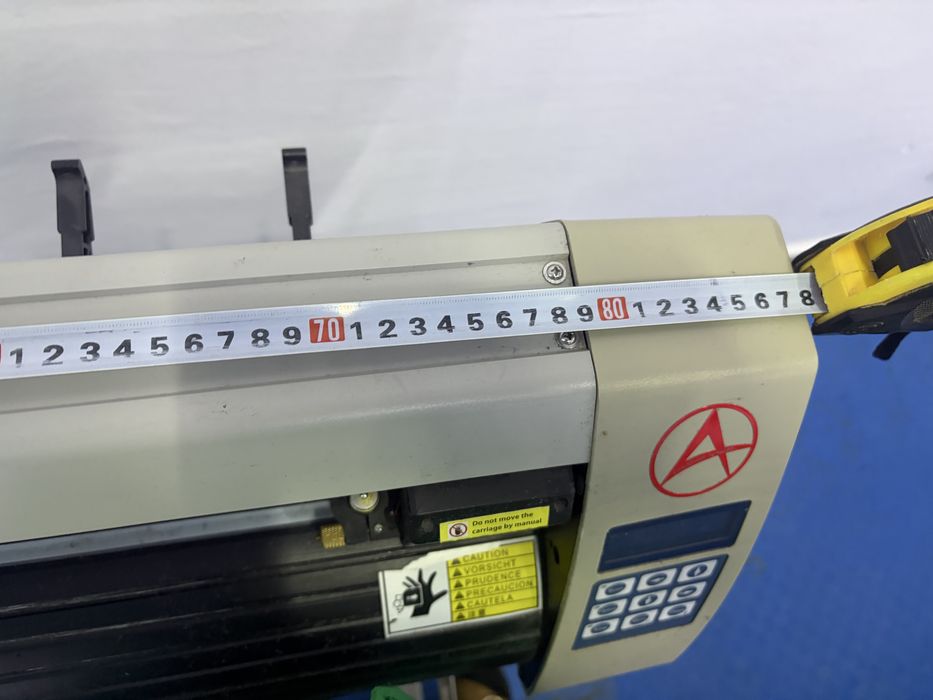 1 2 3 4 5 6 7 8 9 70 1 2 3 4 5 6 7 8 9 80 1 2 3 4 5 6 7 8
A
Do not move the
carriage by manual
CAUTION
VORSICHT
PRUDENCE
PRECAUCION
CAUTELA